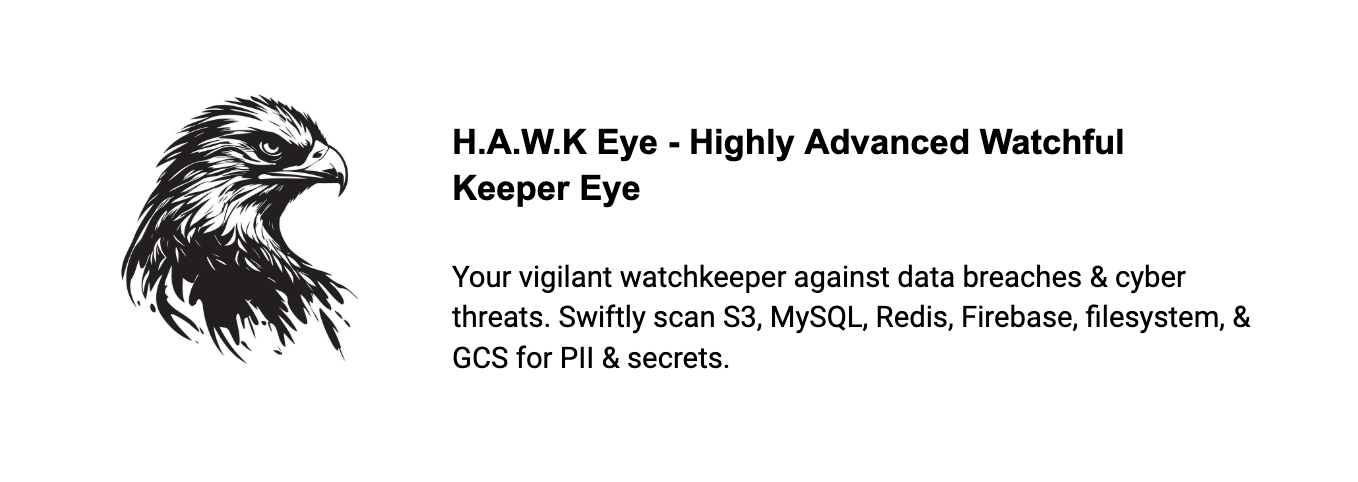 H.A.W.K Eye - Highly Advanced Watchful
Keeper Eye
Your vigilant watchkeeper against data breaches & cyber
threats. Swiftly scan S3, MySQL, Redis, Firebase, filesystem, &
GCS for PII & secrets.